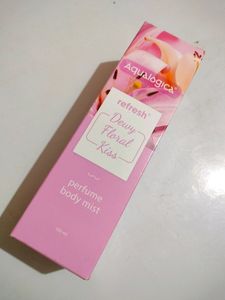 Aqualogica®
refresh+
Dewy
Floral
Kiss
perfume
body mist